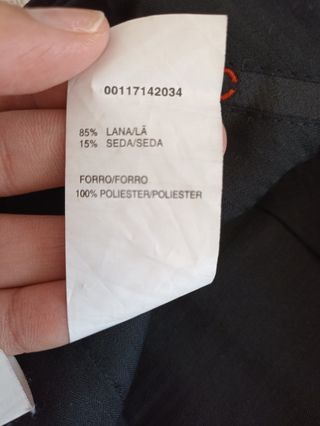 00117142034
85% LANA/LÃ
15% SEDA/SEDA
FORRO/FORRO
100% POLIESTER/POLIESTER